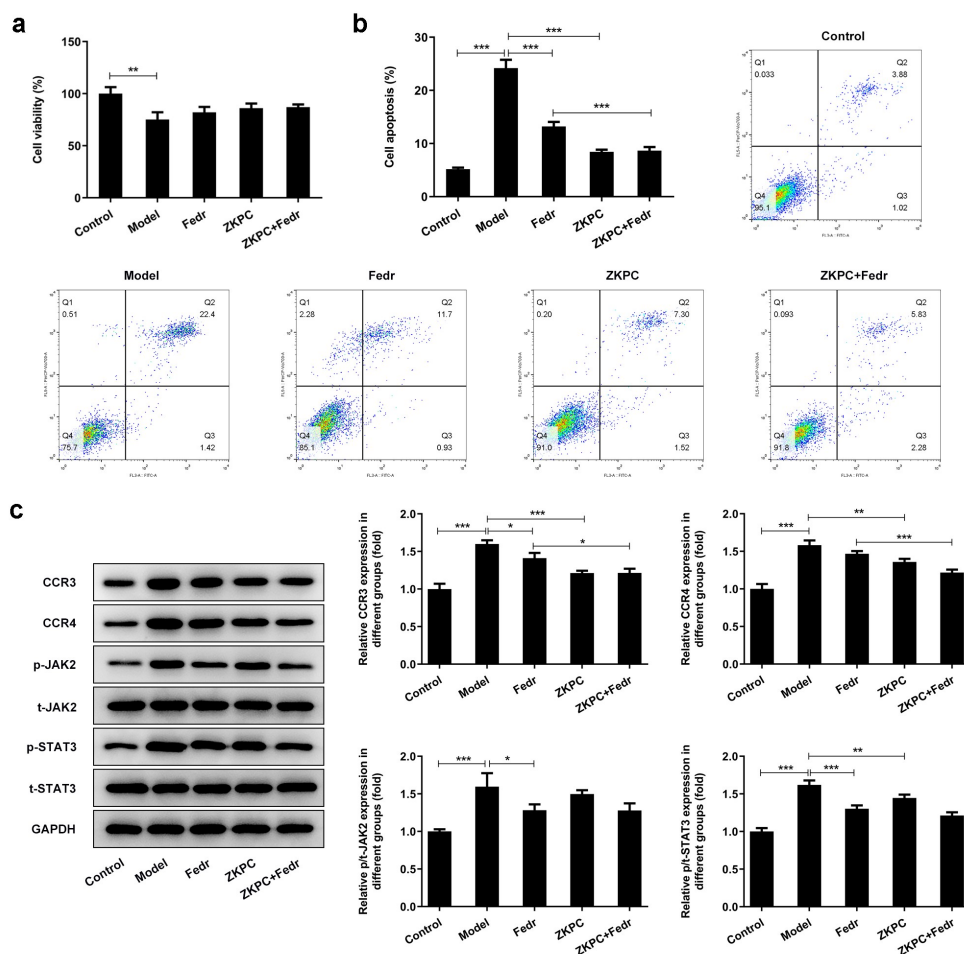 a
Cell viability (%)
150
100
50
0
**
Control
Model
Fedr
ZKPC
ZKPC+Fedr
b
Cell apoptosis (%)
30
20
10
0
***
***
***
***
Control
Model
Fedr
ZKPC
ZKPC+Fedr
Control
Q1
0.033
Q2
3.88
Q4
95.1
Q3
1.02
FL3-A :: FITC-A
Model
Q1
0.51
Q2
22.4
Q4
75.7
Q3
1.42
FL3-A :: FITC-A
Fedr
Q1
2.28
Q2
11.7
Q4
85.1
Q3
0.93
FL3-A :: FITC-A
ZKPC
Q1
0.20
Q2
7.30
Q4
91.0
Q3
1.52
FL3-A :: FITC-A
ZKPC+Fedr
Q1
0.093
Q2
5.83
Q4
91.8
Q3
2.28
FL3-A :: FITC-A
c
CCR3
CCR4
p-JAK2
t-JAK2
p-STAT3
t-STAT3
GAPDH
Control
Model
Fedr
ZKPC
ZKPC+Fedr
Relative CCR3 expression in
different groups (fold)
2.0
1.5
1.0
0.5
0.0
***
***
*
*
Control
Model
Fedr
ZKPC
ZKPC+Fedr
Relative CCR4 expression in
different groups (fold)
2.0
1.5
1.0
0.5
0.0
**
***
***
Control
Model
Fedr
ZKPC
ZKPC+Fedr
Relative p/t-JAK2 expression in
different groups (fold)
2.0
1.5
1.0
0.5
0.0
***
*
Control
Model
Fedr
ZKPC
ZKPC+Fedr
Relative p/t-STAT3 expression in
different groups (fold)
2.0
1.5
1.0
0.5
0.0
**
***
***
Control
Model
Fedr
ZKPC
ZKPC+Fedr